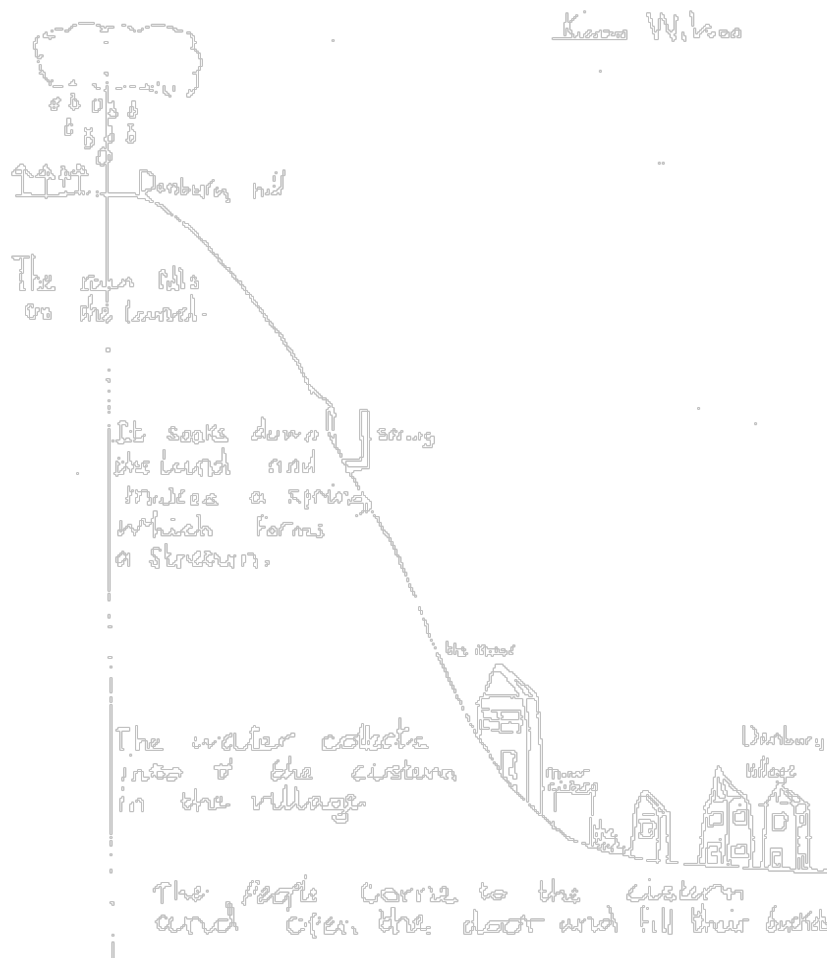 Kieran Wilson
Danbury hill
The rain falls
on the land.
It soaks down
the land and
makes a spring
which forms
a stream.
spring
the
The water collects
into the cistern
in the village.
Danbury
village
The people come to the cistern
and open the door and fill their buckets